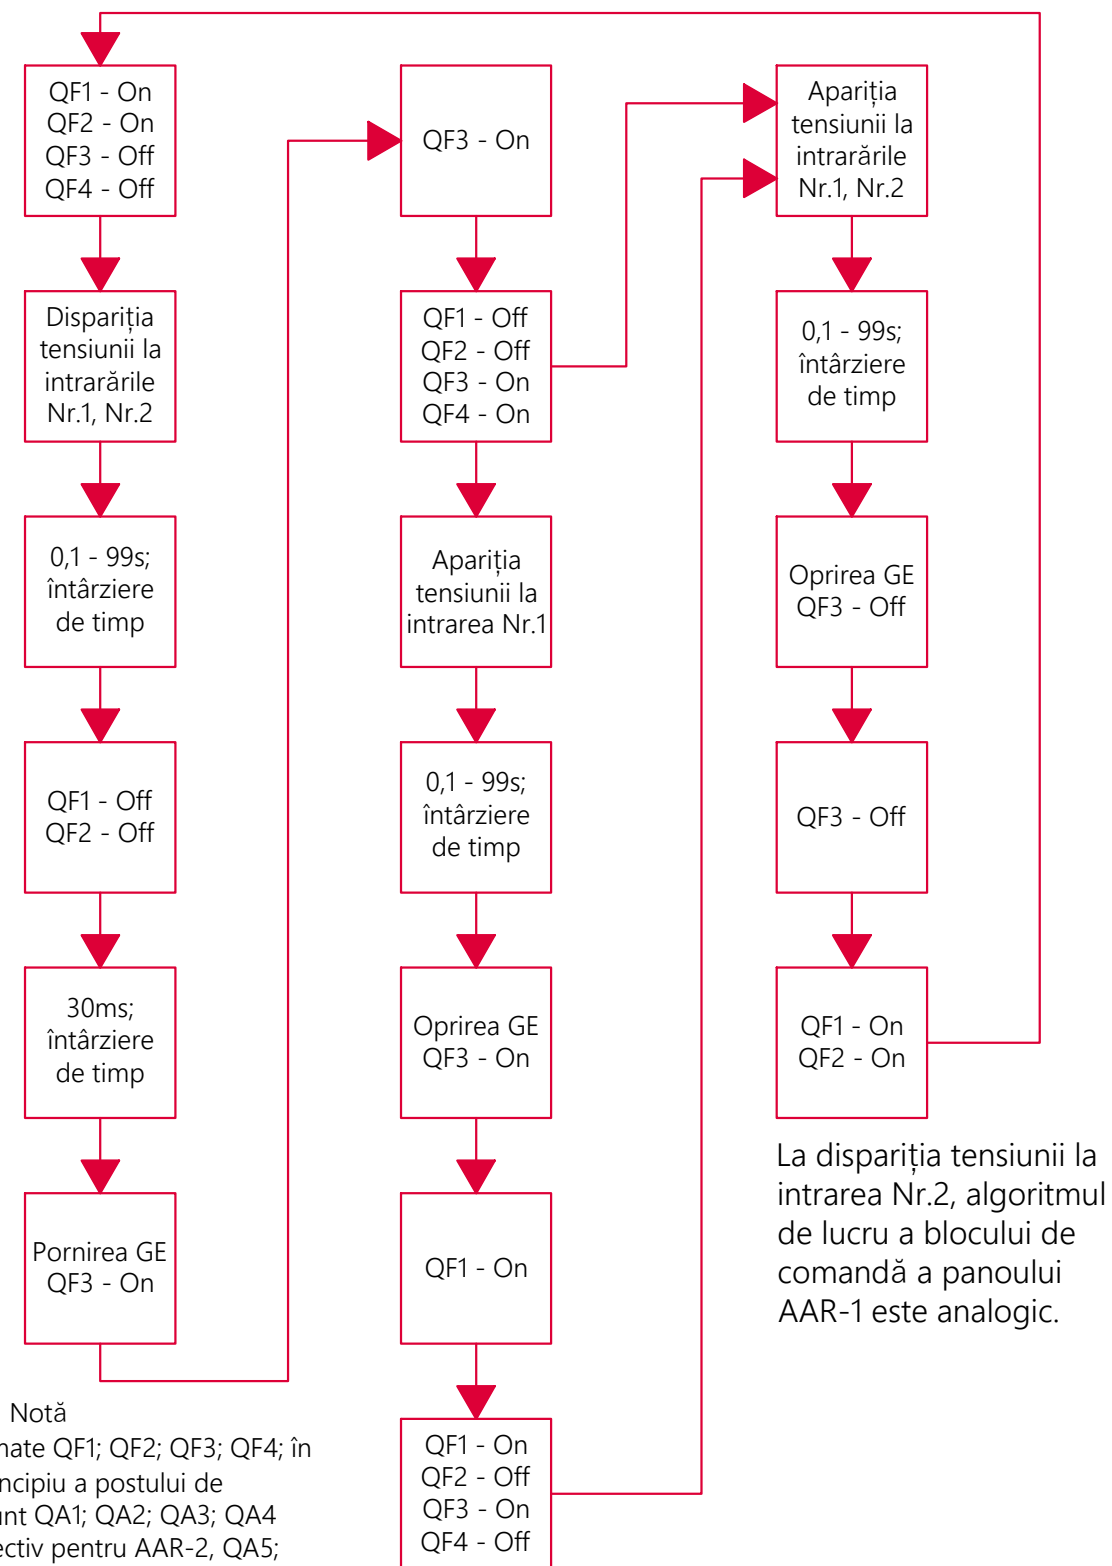 QF1 - On
QF2 - On
QF3 - Off
QF4 - Off
Dispariția
tensiunii la
intrarările
Nr.1, Nr.2
0,1 - 99s;
întârziere
de timp
QF1 - Off
QF2 - Off
30ms;
întârziere
de timp
Pornirea GE
QF3 - On
QF3 - On
QF1 - Off
QF2 - Off
QF3 - On
QF4 - On
Apariția
tensiunii la
intrarea Nr.1
0,1 - 99s;
întârziere
de timp
Oprirea GE
QF3 - On
QF1 - On
QF1 - On
QF2 - Off
QF3 - On
QF4 - Off
Apariția
tensiunii la
intrarările
Nr.1, Nr.2
0,1 - 99s;
întârziere
de timp
Oprirea GE
QF3 - Off
QF3 - Off
QF1 - On
QF2 - On
La dispariția tensiunii la
intrarea Nr.2, algoritmul
de lucru a blocului de
comandă a panoului
AAR-1 este analogic.
Notă
QF1; QF2; QF3; QF4; în
a postului de
QA1; QA2; QA3; QA4
pentru AAR-2, QA5;